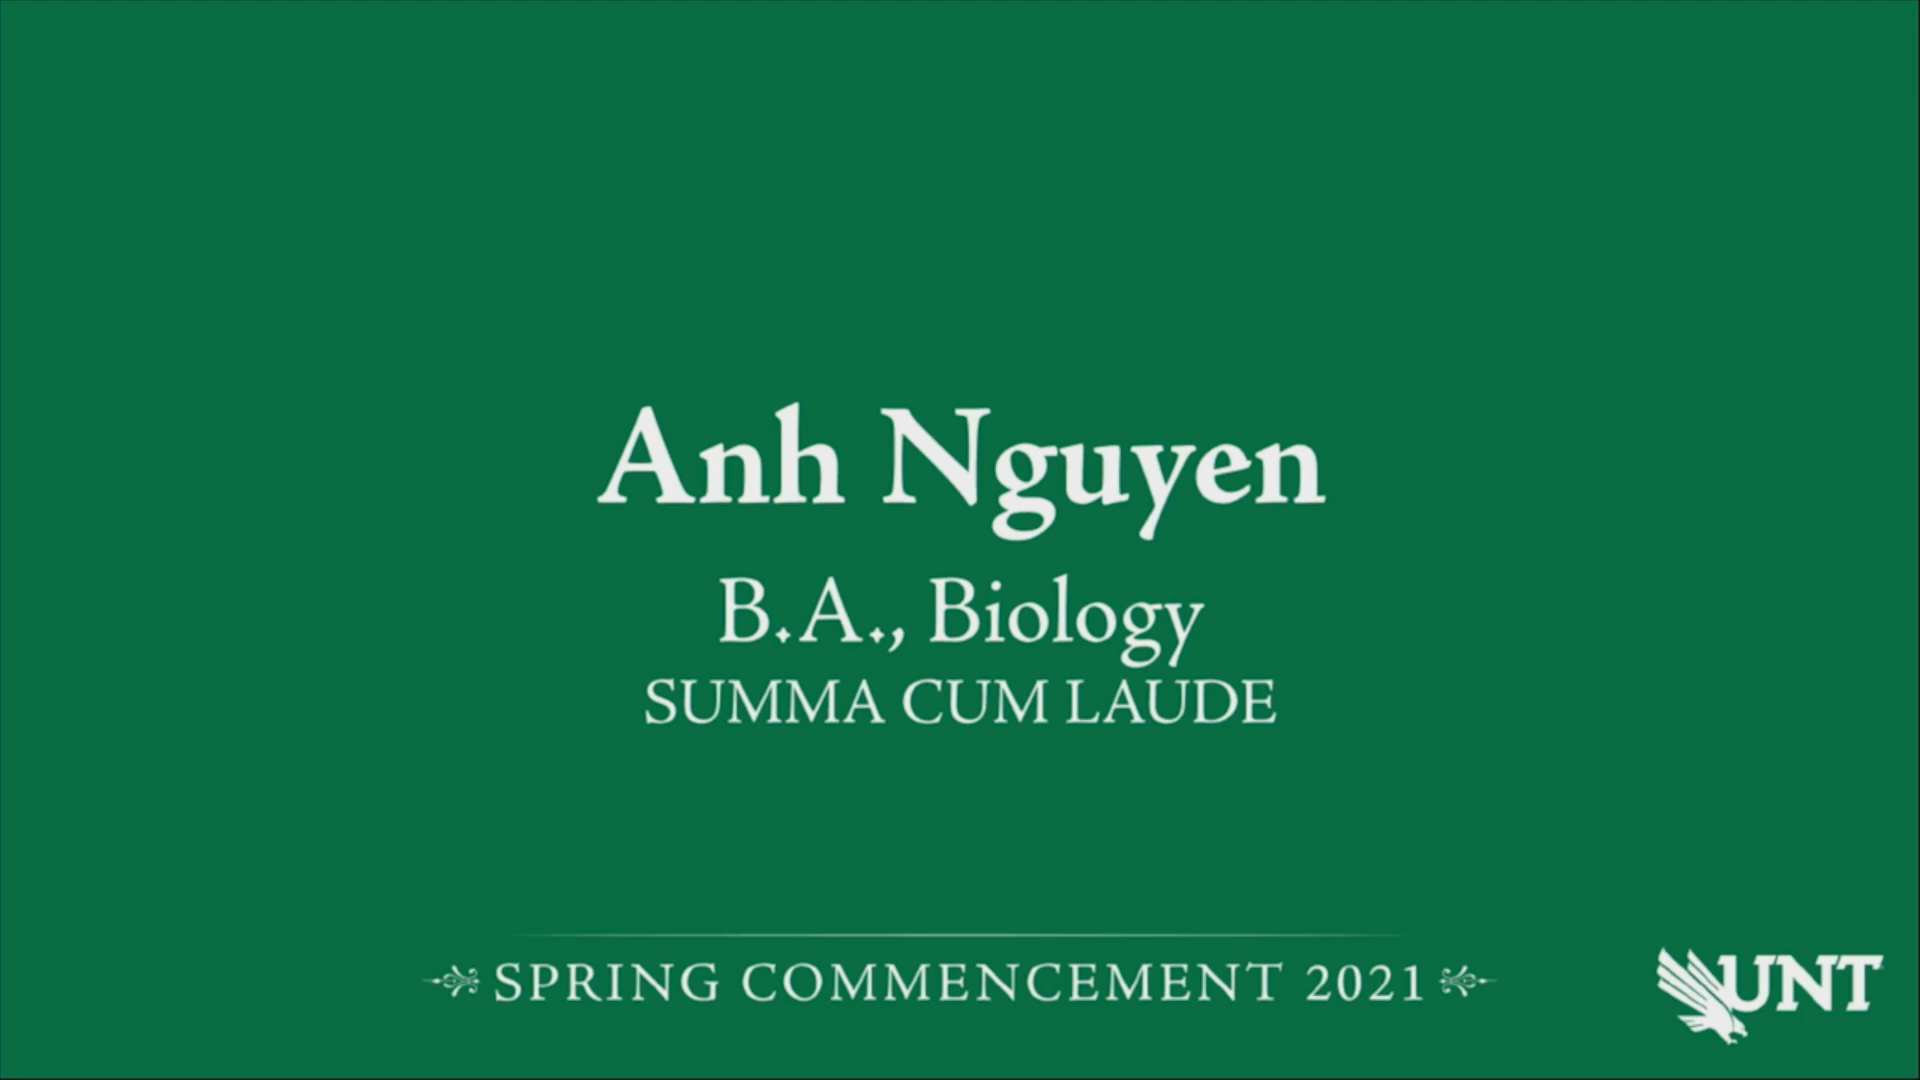 Anh Nguyen
B.A., Biology
SUMMA CUM LAUDE
SPRING COMMENCEMENT 2021
UNT